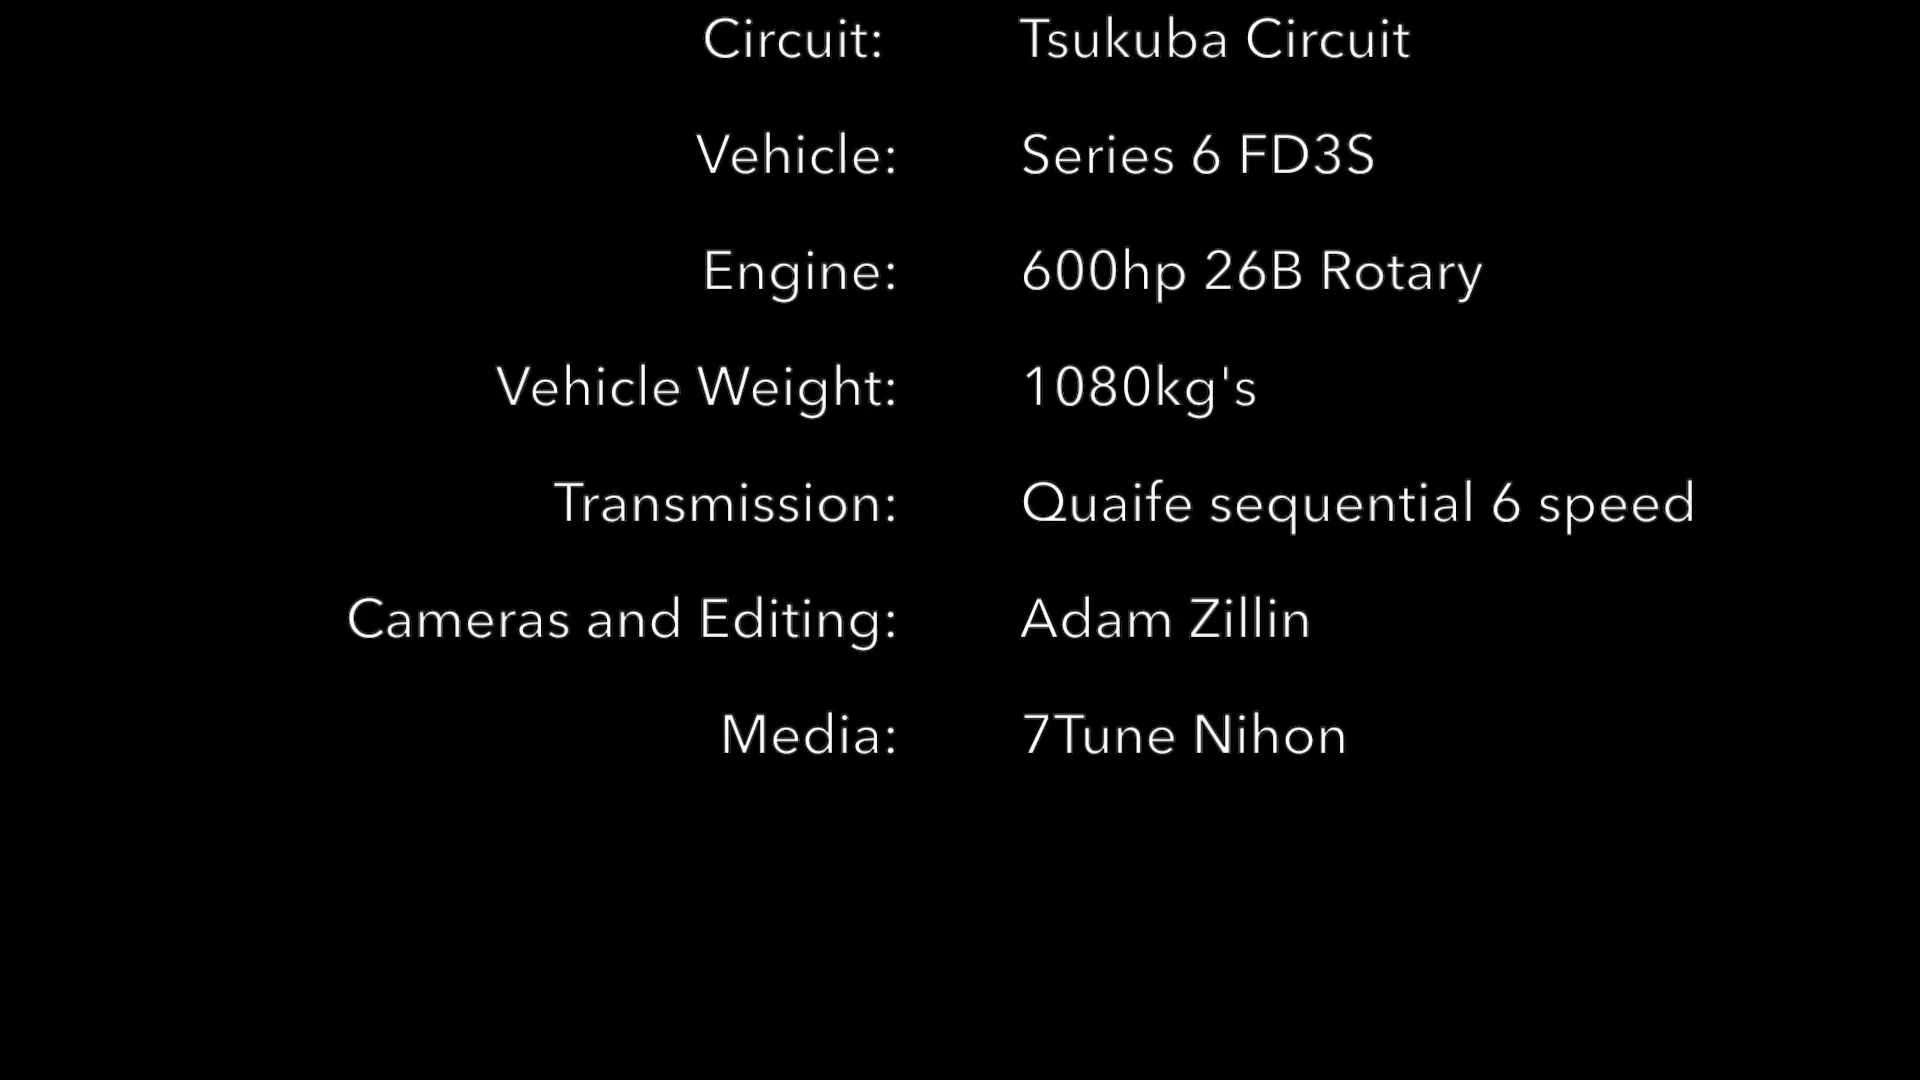 Circuit: Tsukuba Circuit
Vehicle: Series 6 FD3S
Engine: 600hp 26B Rotary
Vehicle Weight: 1080kg's
Transmission: Quaife sequential 6 speed
Cameras and Editing: Adam Zillin
Media: 7Tune Nihon